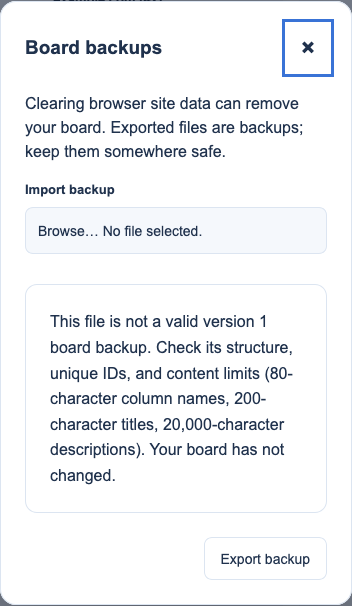 Board backups
×
Clearing browser site data can remove
your board. Exported files are backups;
keep them somewhere safe.
Import backup
Browse… No file selected.
This file is not a valid version 1
board backup. Check its structure,
unique IDs, and content limits (80-
character column names, 200-
character titles, 20,000-character
descriptions). Your board has not
changed.
Export backup